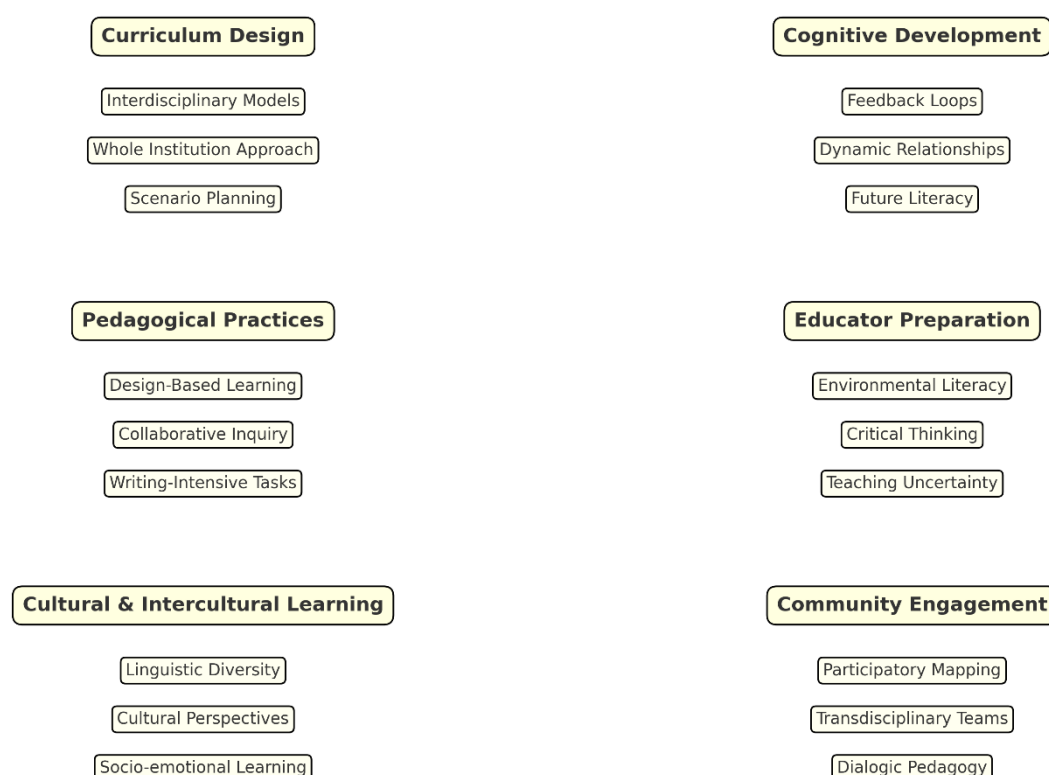 Curriculum Design
Interdisciplinary Models
Whole Institution Approach
Scenario Planning
Cognitive Development
Feedback Loops
Dynamic Relationships
Future Literacy
Pedagogical Practices
Design-Based Learning
Collaborative Inquiry
Writing-Intensive Tasks
Educator Preparation
Environmental Literacy
Critical Thinking
Teaching Uncertainty
Cultural & Intercultural Learning
Linguistic Diversity
Cultural Perspectives
Socio-emotional Learning
Community Engagement
Participatory Mapping
Transdisciplinary Teams
Dialogic Pedagogy